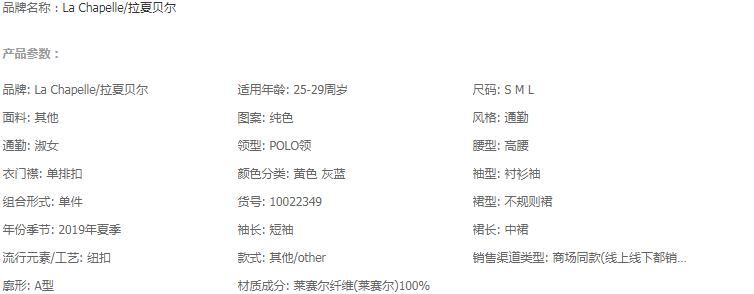 品牌名称：La Chapelle/拉夏贝尔
产品参数：
品牌: La Chapelle/拉夏贝尔 适用年龄: 25-29周岁 尺码: S M L
面料: 其他 图案: 纯色 风格: 通勤
通勤: 淑女 领型: POLO领 腰型: 高腰
衣门襟: 单排扣 颜色分类: 黄色 灰蓝 袖型: 衬衫袖
组合形式: 单件 货号: 10022349 裙型: 不规则裙
年份季节: 2019年夏季 袖长: 短袖 裙长: 中裙
流行元素/工艺: 纽扣 款式: 其他/other 销售渠道类型: 商场同款(线上线下都销...
廓形: A型 材质成分: 莱赛尔纤维(莱赛尔)100%